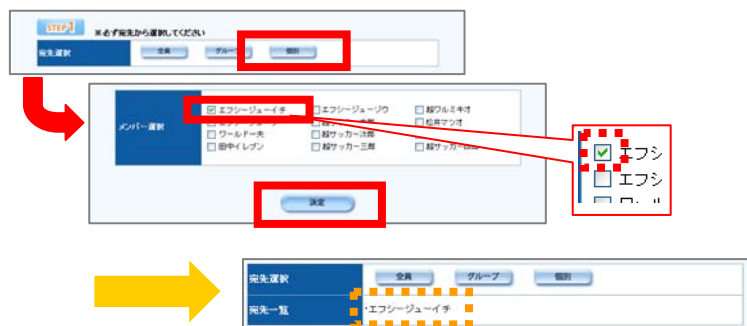 STEP1 ※必ず宛先から選択してください
宛先選択 全員 グループ 個別
メンバー選択
エフシージューイチ エフシージューゾウ 越ワルミキオ
松井マツオ
ワールド一夫 越サッカー次郎
田中イレブン 越サッカー三郎
決定
エフシ
エフシ
宛先選択 全員 グループ 個別
宛先一覧 ・エフシージューイチ